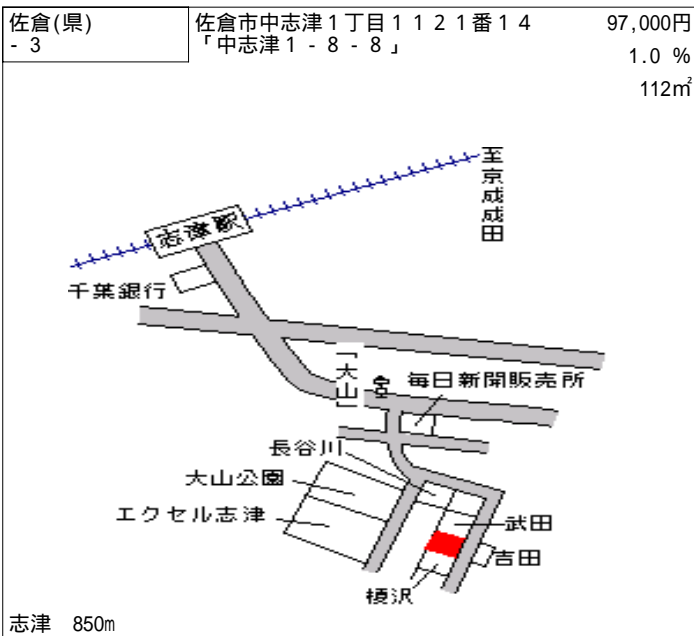 佐倉(県)
- 3
佐倉市中志津１丁目１１２１番１４
「中志津１‐８‐８」
97,000円
1.0 %
112㎡
至京成成田
志津駅
千葉銀行
「大山」
毎日新聞販売所
長谷川
大山公園
エクセル志津
武田
吉田
榎沢
志津 850m